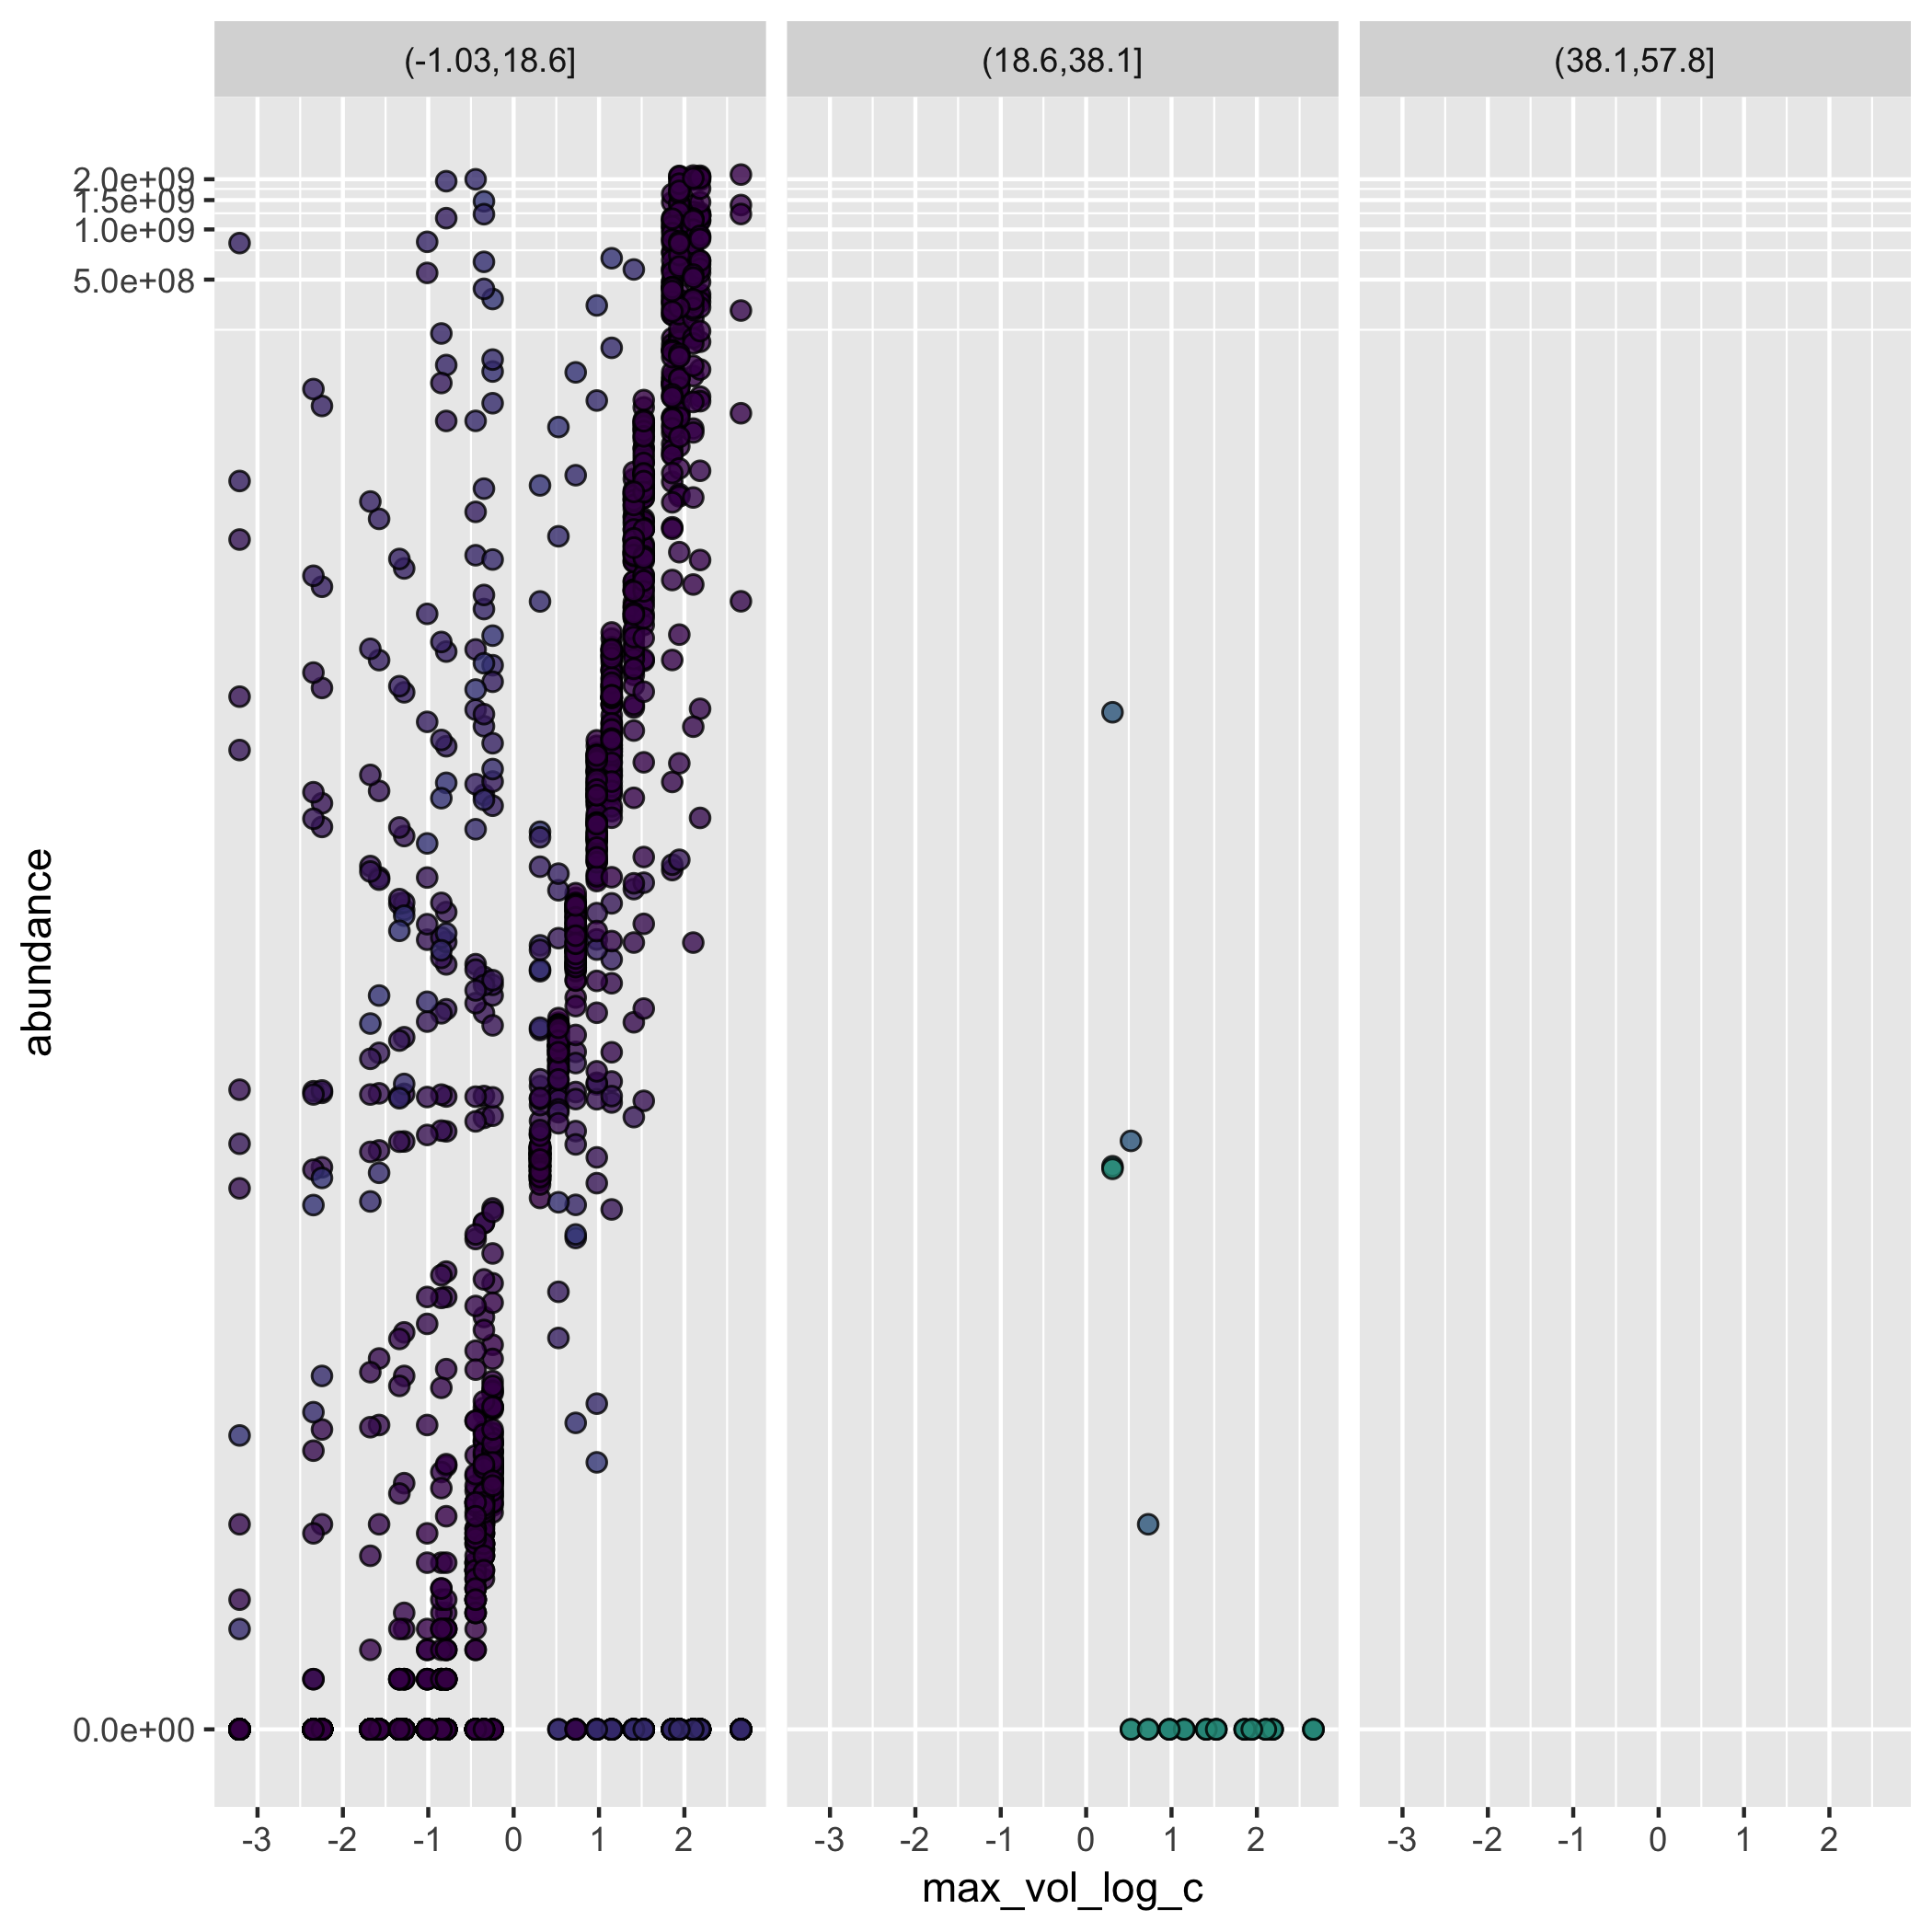 (-1.03,18.6] (18.6,38.1] (38.1,57.8]
2.0e+09
1.5e+09
1.0e+09
5.0e+08
abundance
0.0e+00
-3 -2 -1 0 1 2 -3 -2 -1 0 1 2 -3 -2 -1 0 1 2
max_vol_log_c